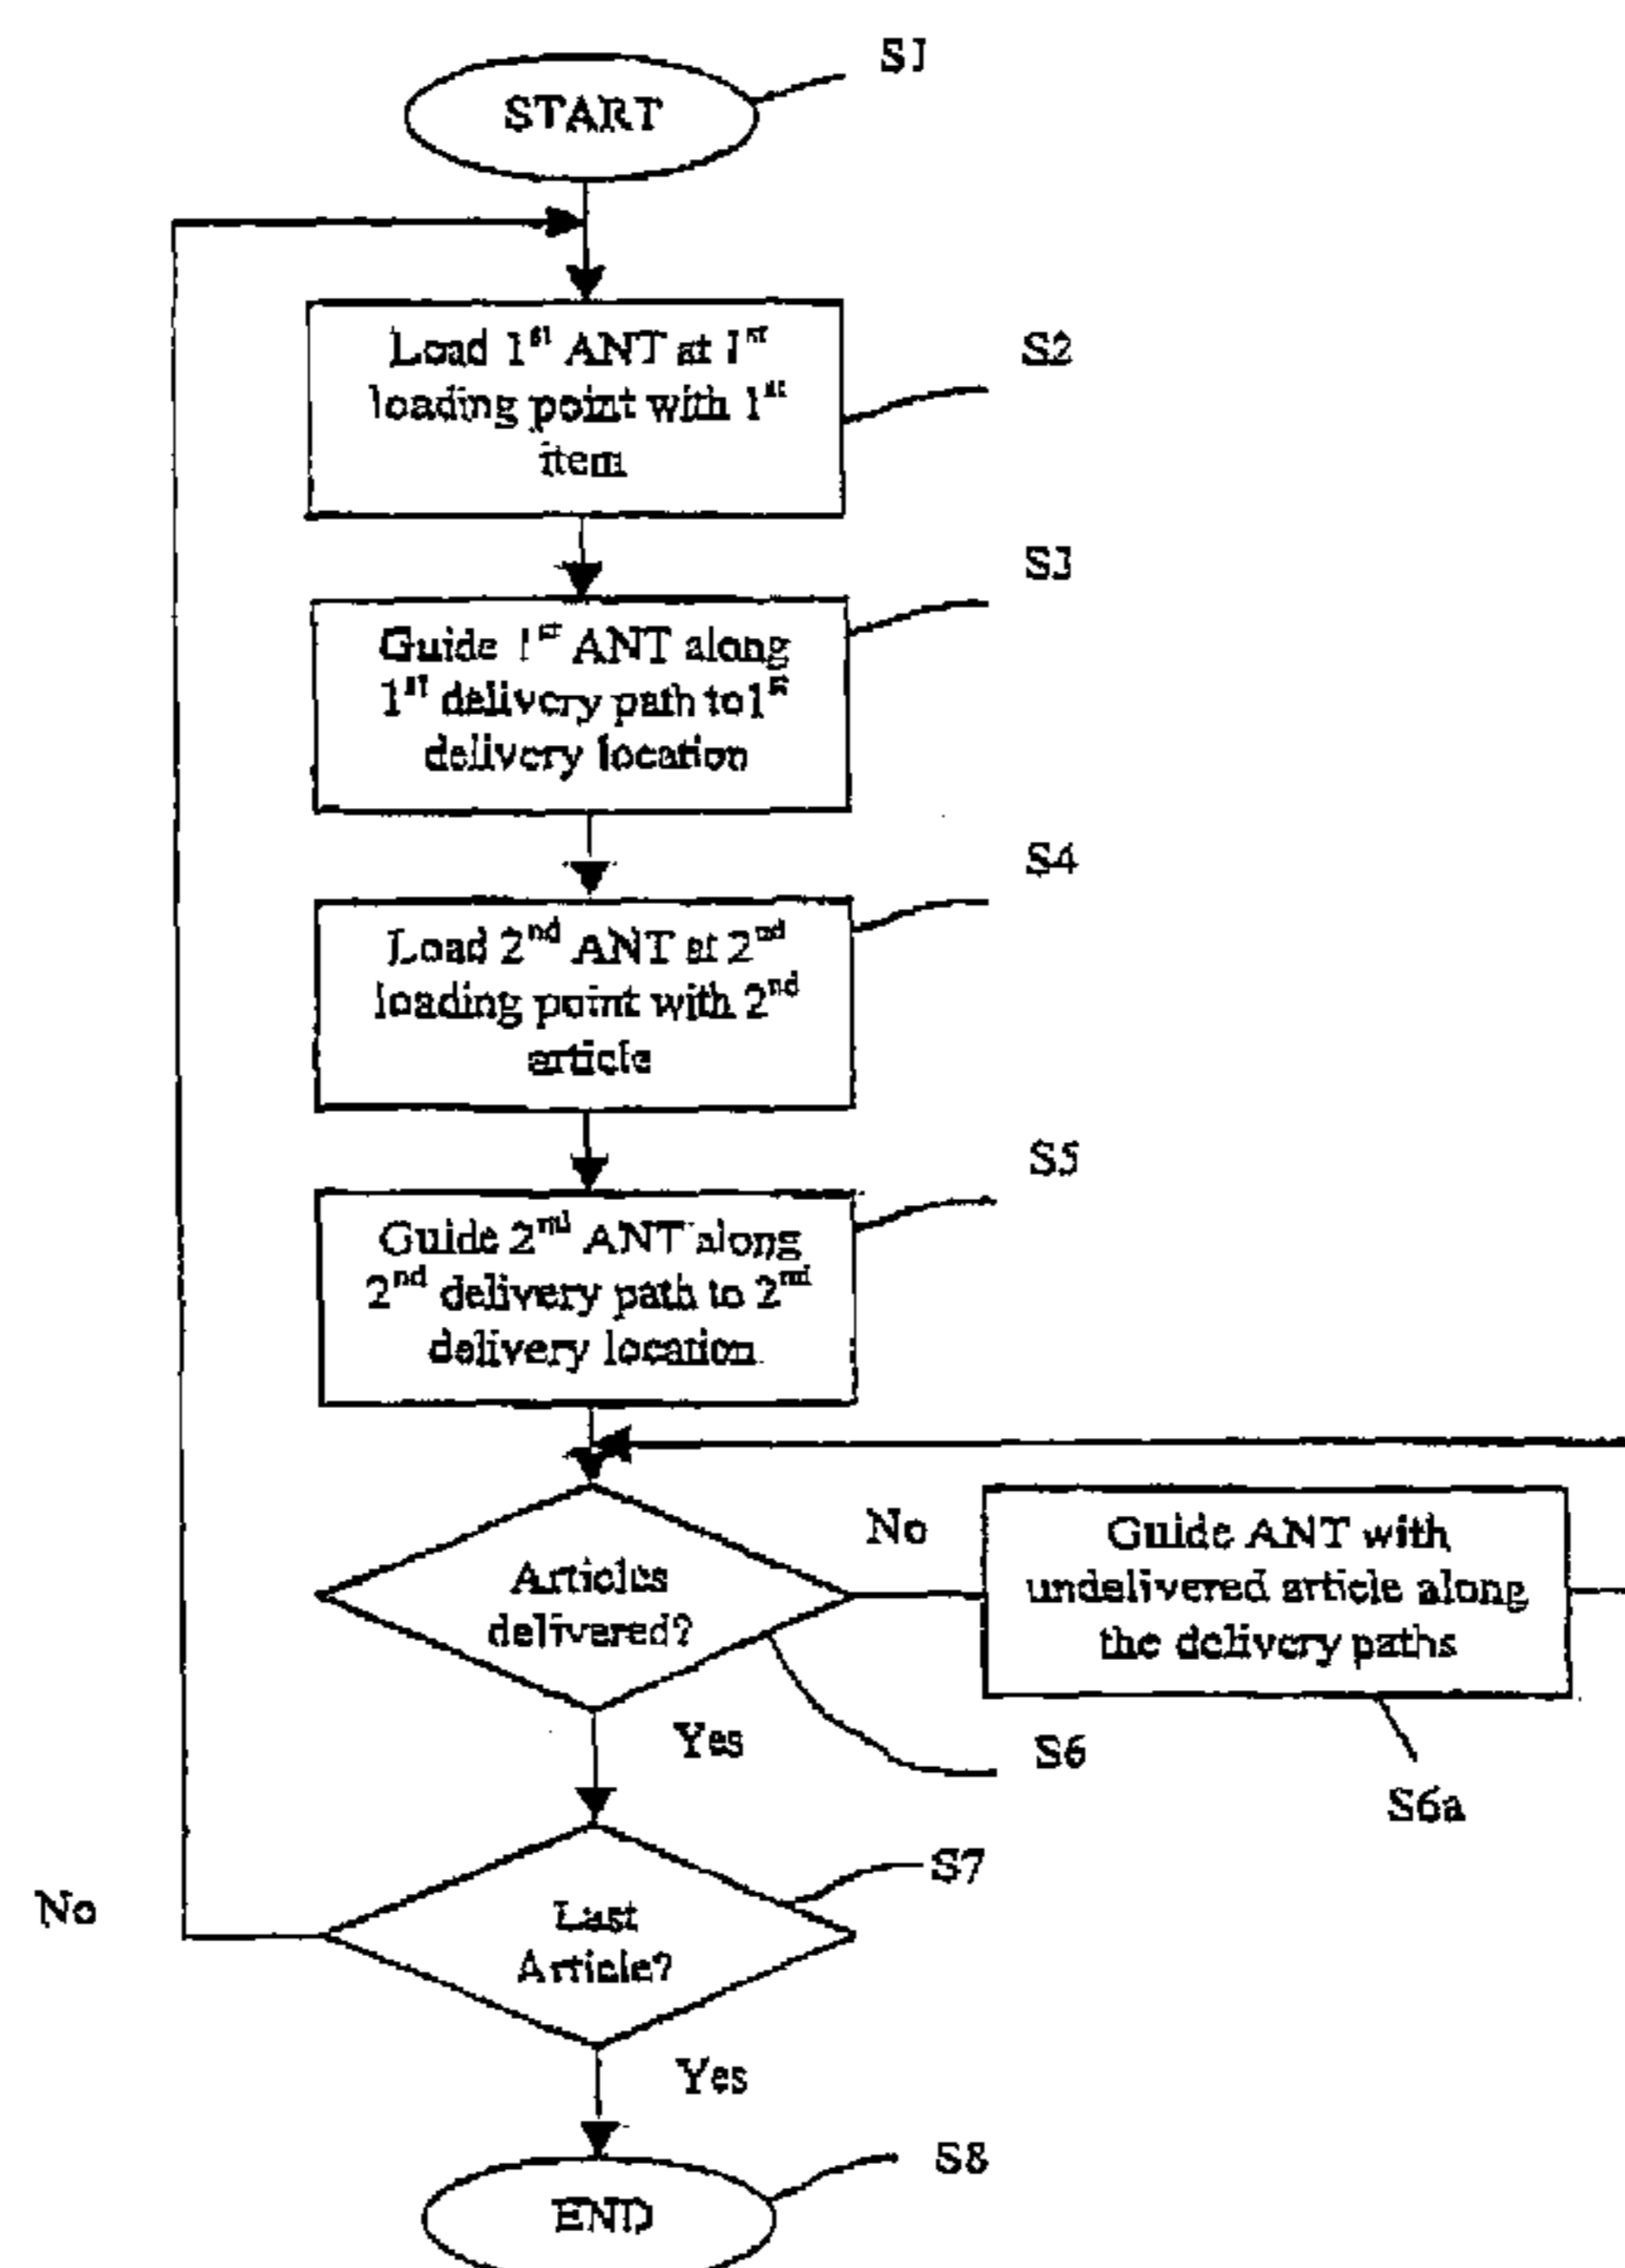 S1
START
S2
Load 1st ANT at 1st
loading point with 1st
item
S3
Guide 1st ANT along
1st delivery path to1st
delivery location
S4
Load 2nd ANT at 2nd
loading point with 2nd
article
S5
Guide 2nd ANT along
2nd delivery path to 2nd
delivery location
No
Articles
delivered?
Guide ANT with
undelivered article along
the delivery paths
Yes
S6
S6a
S7
No
Last
Article?
Yes
S8
END